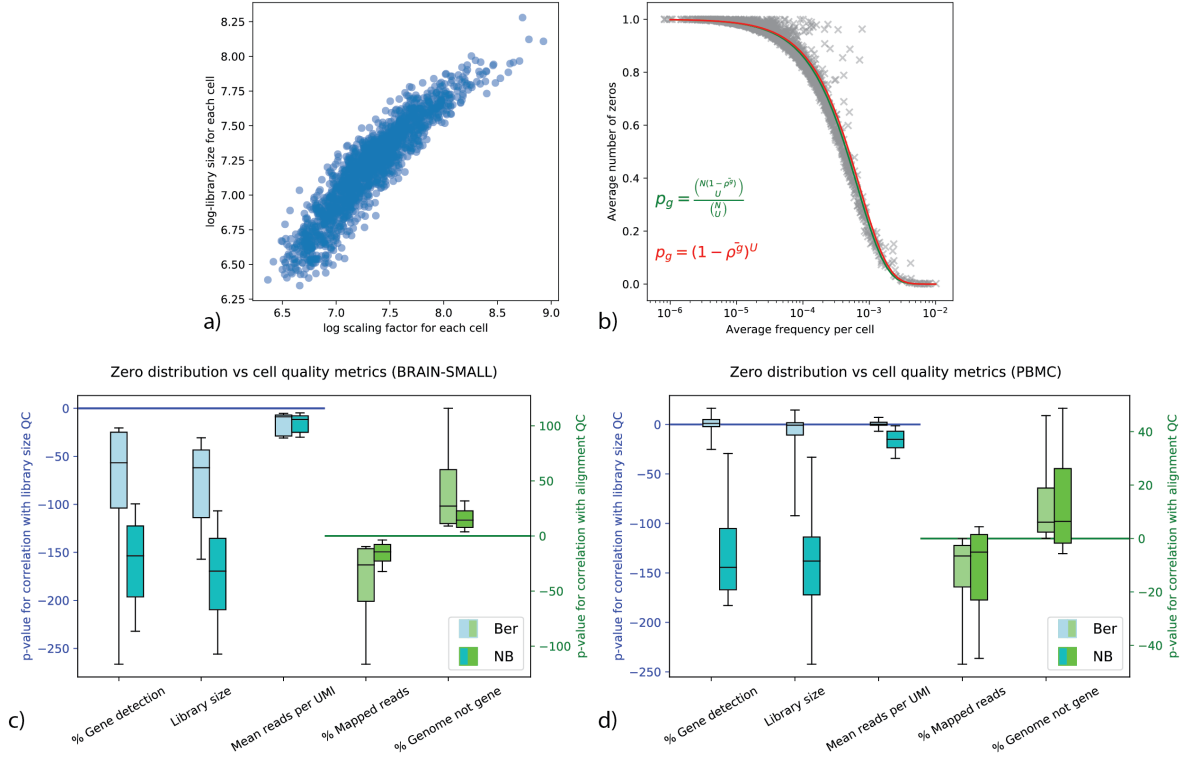 8.25
8.00
7.75
7.50
7.25
7.00
6.75
6.50
6.25
log-library size for each cell
6.5 7.0 7.5 8.0 8.5 9.0
log scaling factor for each cell
a)
1.0
0.8
0.6
0.4
0.2
0.0
Average number of zeros
p_g = \frac{\binom{N(1-\bar{\rho^g})}{U}}{\binom{N}{U}}
p_g = (1 - \bar{\rho^g})^U
10^{-6} 10^{-5} 10^{-4} 10^{-3} 10^{-2}
Average frequency per cell
b)
Zero distribution vs cell quality metrics (BRAIN-SMALL)
p-value for correlation with library size QC
0
−50
−100
−150
−200
−250
100
50
0
−50
−100
p-value for correlation with alignment QC
Ber
NB
% Gene detection
Library size
Mean reads per UMI
% Mapped reads
% Genome not gene
c)
Zero distribution vs cell quality metrics (PBMC)
p-value for correlation with library size QC
0
−50
−100
−150
−200
−250
40
20
0
−20
−40
p-value for correlation with alignment QC
Ber
NB
% Gene detection
Library size
Mean reads per UMI
% Mapped reads
% Genome not gene
d)